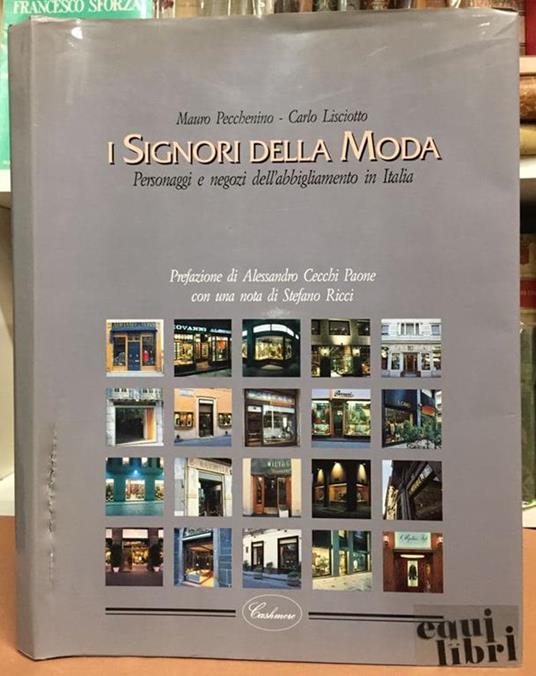 FRANCESCO SFORZA
Mauro Pecchenino - Carlo Lisciotto
I SIGNORI DELLA MODA
Personaggi e negozi dell'abbigliamento in Italia
Prefazione di Alessandro Cecchi Paone
con una nota di Stefano Ricci
Cashmere
equi
libri